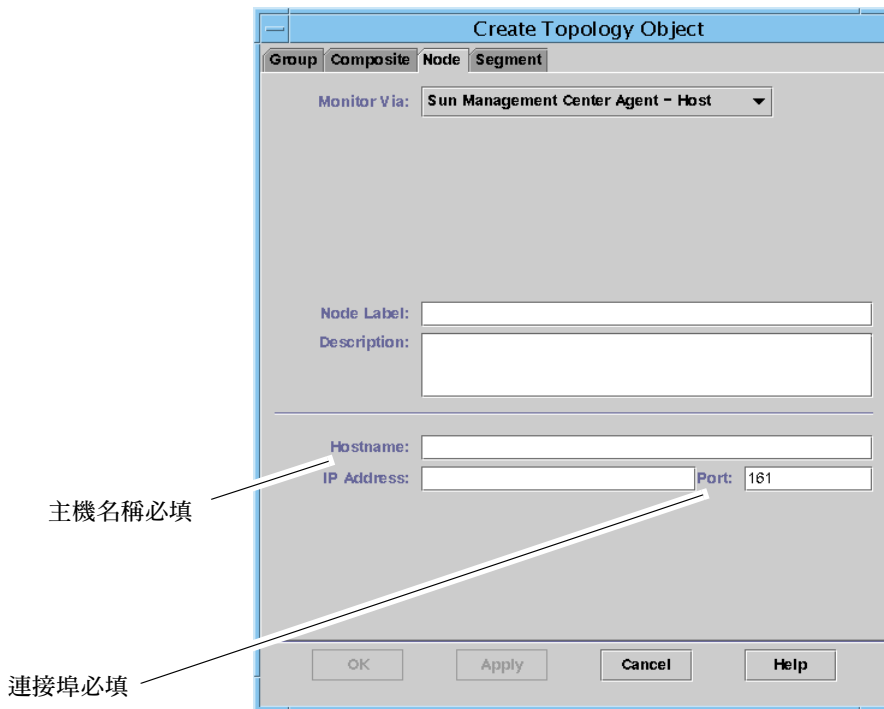 Create Topology Object
Group Composite Node Segment
Monitor Via: Sun Management Center Agent - Host
Node Label:
Description:
Hostname:
IP Address: Port: 161
主機名稱必填
連接埠必填
OK Apply Cancel Help